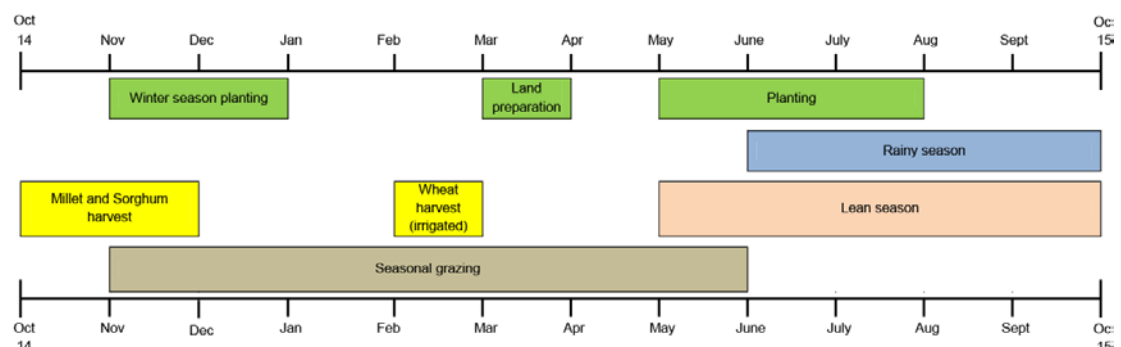 Oct
14 Nov Dec Jan Feb Mar Apr May June July Aug Sept 15
Winter season planting
Land
preparation
Planting
Rainy season
Millet and Sorghum
harvest
Wheat
harvest
(irrigated)
Lean season
Seasonal grazing
Oct Nov Dec Jan Feb Mar Apr May June July Aug Sept
14 15